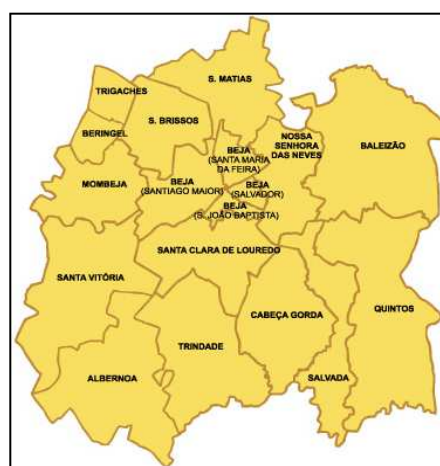 S. MATIAS
TRIGACHES
S. BRISSOS
BERINGEL
NOSSA
SENHORA
DAS NEVES
BALEIZÃO
BEJA
(SANTA MARIA
DA FEIRA)
MOMBEJA
BEJA
(SANTIAGO MAIOR)
BEJA
(SALVADOR)
BEJA
(S. JOÃO BAPTISTA)
SANTA CLARA DE LOUREDO
SANTA VITÓRIA
CABEÇA GORDA
QUINTOS
TRINDADE
ALBERNOA
SALVADA